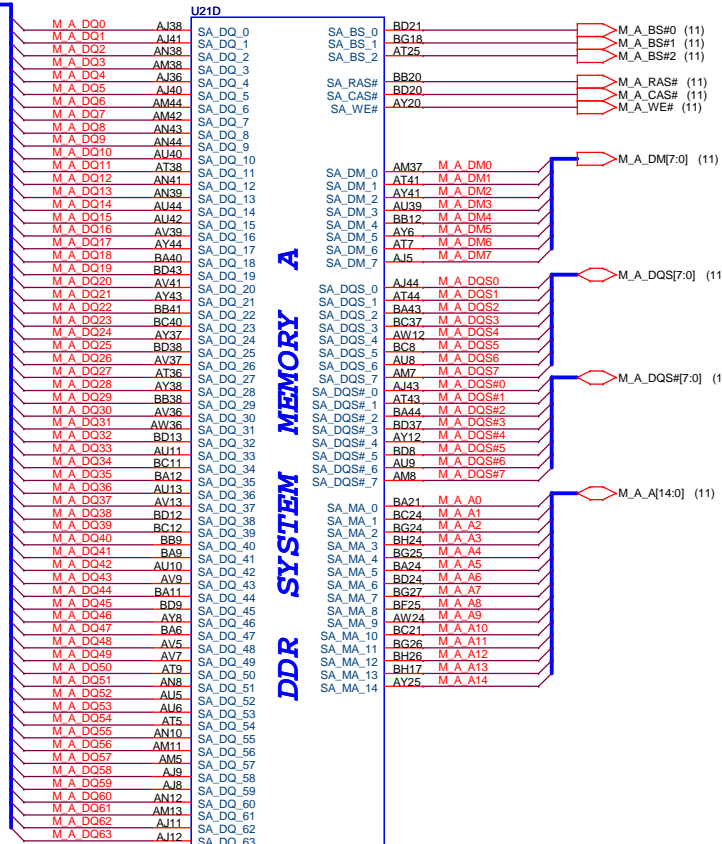 U21D
M_A_DQ0 AJ38 SA_DQ_0
M_A_DQ1 AJ41 SA_DQ_1
M_A_DQ2 AN38 SA_DQ_2
M_A_DQ3 AM38 SA_DQ_3
M_A_DQ4 AJ36 SA_DQ_4
M_A_DQ5 AJ40 SA_DQ_5
M_A_DQ6 AM44 SA_DQ_6
M_A_DQ7 AM42 SA_DQ_7
M_A_DQ8 AN43 SA_DQ_8
M_A_DQ9 AN44 SA_DQ_9
M_A_DQ10 AU40 SA_DQ_10
M_A_DQ11 AT38 SA_DQ_11
M_A_DQ12 AN41 SA_DQ_12
M_A_DQ13 AN39 SA_DQ_13
M_A_DQ14 AU44 SA_DQ_14
M_A_DQ15 AU42 SA_DQ_15
M_A_DQ16 AV39 SA_DQ_16
M_A_DQ17 AY44 SA_DQ_17
M_A_DQ18 BA40 SA_DQ_18
M_A_DQ19 BD43 SA_DQ_19
M_A_DQ20 AV41 SA_DQ_20
M_A_DQ21 AY43 SA_DQ_21
M_A_DQ22 BB41 SA_DQ_22
M_A_DQ23 BC40 SA_DQ_23
M_A_DQ24 AY37 SA_DQ_24
M_A_DQ25 BD38 SA_DQ_25
M_A_DQ26 AV37 SA_DQ_26
M_A_DQ27 AT36 SA_DQ_27
M_A_DQ28 AY38 SA_DQ_28
M_A_DQ29 BB38 SA_DQ_29
M_A_DQ30 AV36 SA_DQ_30
M_A_DQ31 AW36 SA_DQ_31
M_A_DQ32 BD13 SA_DQ_32
M_A_DQ33 AU11 SA_DQ_33
M_A_DQ34 BC11 SA_DQ_34
M_A_DQ35 BA12 SA_DQ_35
M_A_DQ36 AU13 SA_DQ_36
M_A_DQ37 AV13 SA_DQ_37
M_A_DQ38 BD12 SA_DQ_38
M_A_DQ39 BC12 SA_DQ_39
M_A_DQ40 BB9 SA_DQ_40
M_A_DQ41 BA9 SA_DQ_41
M_A_DQ42 AU10 SA_DQ_42
M_A_DQ43 AV9 SA_DQ_43
M_A_DQ44 BA11 SA_DQ_44
M_A_DQ45 BD9 SA_DQ_45
M_A_DQ46 AY8 SA_DQ_46
M_A_DQ47 BA6 SA_DQ_47
M_A_DQ48 AV5 SA_DQ_48
M_A_DQ49 AV7 SA_DQ_49
M_A_DQ50 AT9 SA_DQ_50
M_A_DQ51 AN8 SA_DQ_51
M_A_DQ52 AU5 SA_DQ_52
M_A_DQ53 AU6 SA_DQ_53
M_A_DQ54 AT5 SA_DQ_54
M_A_DQ55 AN10 SA_DQ_55
M_A_DQ56 AM11 SA_DQ_56
M_A_DQ57 AM5 SA_DQ_57
M_A_DQ58 AJ9 SA_DQ_58
M_A_DQ59 AJ8 SA_DQ_59
M_A_DQ60 AN12 SA_DQ_60
M_A_DQ61 AM13 SA_DQ_61
M_A_DQ62 AJ11 SA_DQ_62
M_A_DQ63 AJ12 SA_DQ_63
DDR SYSTEM MEMORY A
SA_BS_0 BD21 M_A_BS#0 (11)
SA_BS_1 BG18 M_A_BS#1 (11)
SA_BS_2 AT25 M_A_BS#2 (11)
SA_RAS# BB20 M_A_RAS# (11)
SA_CAS# BD20 M_A_CAS# (11)
SA_WE# AY20 M_A_WE# (11)
M_A_DM[7:0] (11)
SA_DM_0 AM37 M_A_DM0
SA_DM_1 AT41 M_A_DM1
SA_DM_2 AY41 M_A_DM2
SA_DM_3 AU39 M_A_DM3
SA_DM_4 BB12 M_A_DM4
SA_DM_5 AY6 M_A_DM5
SA_DM_6 AT7 M_A_DM6
SA_DM_7 AJ5 M_A_DM7
M_A_DQS[7:0] (11
SA_DQS_0 AJ44 M_A_DQS0
SA_DQS_1 AT44 M_A_DQS1
SA_DQS_2 BA43 M_A_DQS2
SA_DQS_3 BC37 M_A_DQS3
SA_DQS_4 AW12 M_A_DQS4
SA_DQS_5 BC8 M_A_DQS5
SA_DQS_6 AU8 M_A_DQS6
SA_DQS_7 AM7 M_A_DQS7
M_A_DQS#[7:0] (1
SA_DQS#_0 AJ43 M_A_DQS#0
SA_DQS#_1 AT43 M_A_DQS#1
SA_DQS#_2 BA44 M_A_DQS#2
SA_DQS#_3 BD37 M_A_DQS#3
SA_DQS#_4 AY12 M_A_DQS#4
SA_DQS#_5 BD8 M_A_DQS#5
SA_DQS#_6 AU9 M_A_DQS#6
SA_DQS#_7 AM8 M_A_DQS#7
M_A_A[14:0] (11)
SA_MA_0 BA21 M_A_A0
SA_MA_1 BC24 M_A_A1
SA_MA_2 BG24 M_A_A2
SA_MA_3 BH24 M_A_A3
SA_MA_4 BG25 M_A_A4
SA_MA_5 BA24 M_A_A5
SA_MA_6 BD24 M_A_A6
SA_MA_7 BG27 M_A_A7
SA_MA_8 BF25 M_A_A8
SA_MA_9 AW24 M_A_A9
SA_MA_10 BC21 M_A_A10
SA_MA_11 BG26 M_A_A11
SA_MA_12 BH26 M_A_A12
SA_MA_13 BH17 M_A_A13
SA_MA_14 AY25 M_A_A14